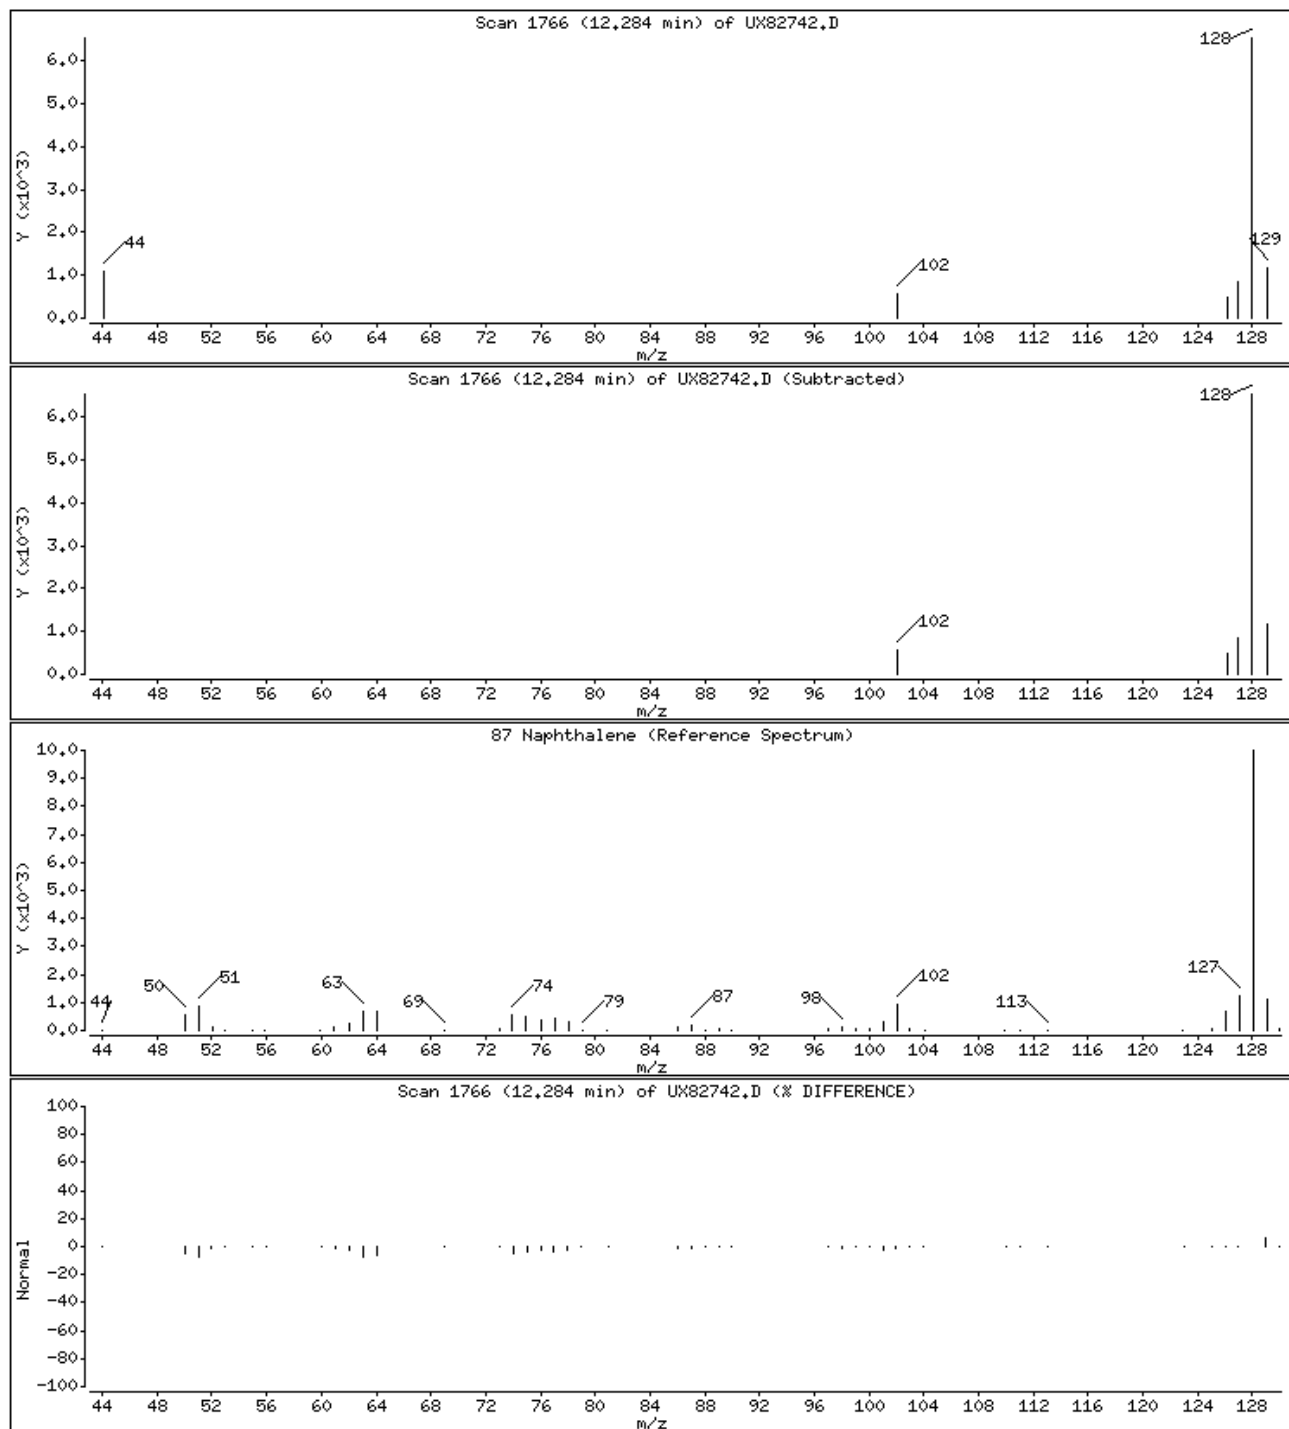 Scan 1766 (12.284 min) of UX82742.D
Y (x10^3)
6.0
5.0
4.0
3.0
2.0
1.0
0.0
128
129
44
102
44 48 52 56 60 64 68 72 76 80 84 88 92 96 100 104 108 112 116 120 124 128
m/z
Scan 1766 (12.284 min) of UX82742.D (Subtracted)
Y (x10^3)
6.0
5.0
4.0
3.0
2.0
1.0
0.0
128
102
44 48 52 56 60 64 68 72 76 80 84 88 92 96 100 104 108 112 116 120 124 128
m/z
87 Naphthalene (Reference Spectrum)
Y (x10^3)
10.0
9.0
8.0
7.0
6.0
5.0
4.0
3.0
2.0
1.0
0.0
44 50 51 63 69 74 79 87 98 102 113 127
44 48 52 56 60 64 68 72 76 80 84 88 92 96 100 104 108 112 116 120 124 128
m/z
Scan 1766 (12.284 min) of UX82742.D (% DIFFERENCE)
Normal
100
80
60
40
20
0
-20
-40
-60
-80
-100
44 48 52 56 60 64 68 72 76 80 84 88 92 96 100 104 108 112 116 120 124 128
m/z